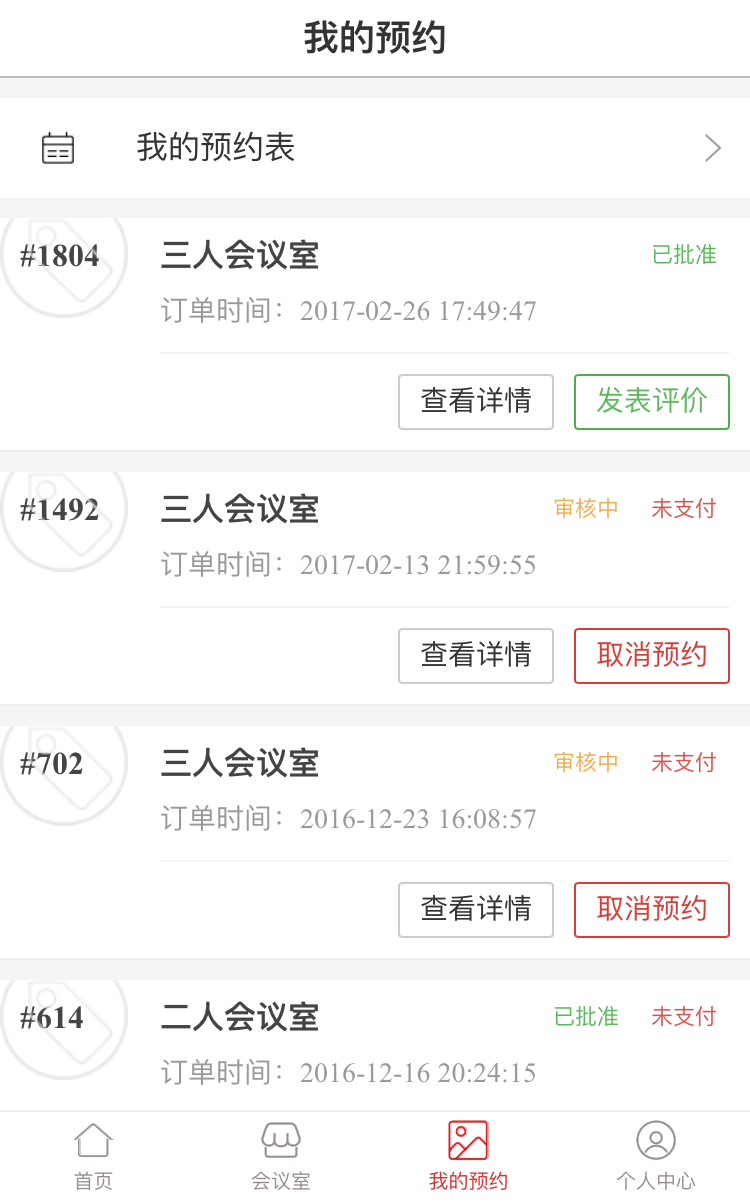 我的预约
我的预约表
#1804 三人会议室 已批准
订单时间：2017-02-26 17:49:47
查看详情 发表评价
#1492 三人会议室 审核中 未支付
订单时间：2017-02-13 21:59:55
查看详情 取消预约
#702 三人会议室 审核中 未支付
订单时间：2016-12-23 16:08:57
查看详情 取消预约
#614 二人会议室 已批准 未支付
订单时间：2016-12-16 20:24:15
首页 会议室 我的预约 个人中心